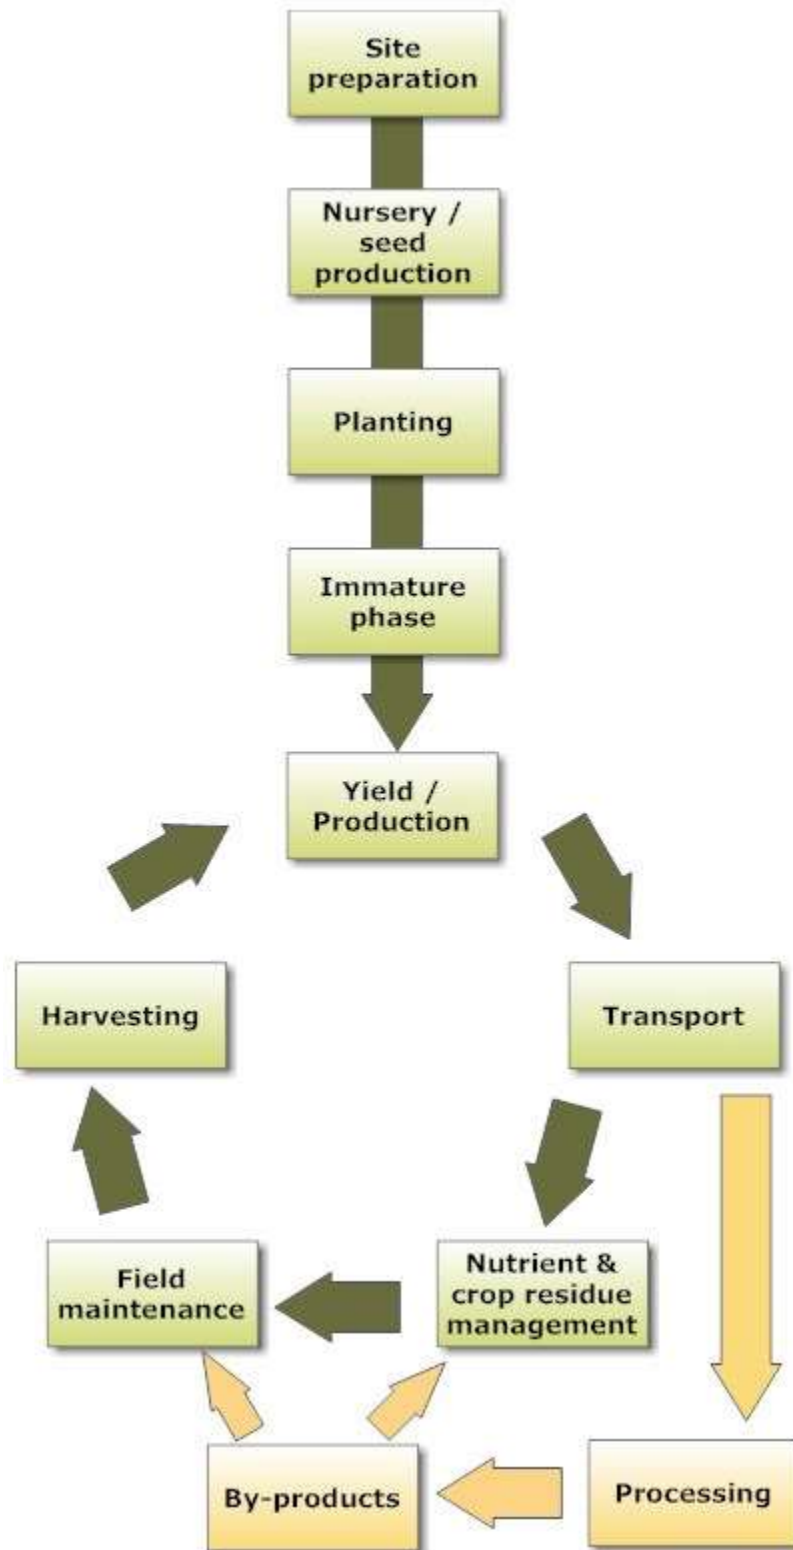 Site
preparation
Nursery /
seed
production
Planting
Immature
phase
Yield /
Production
Harvesting
Transport
Field
maintenance
Nutrient &
crop residue
management
By-products
Processing